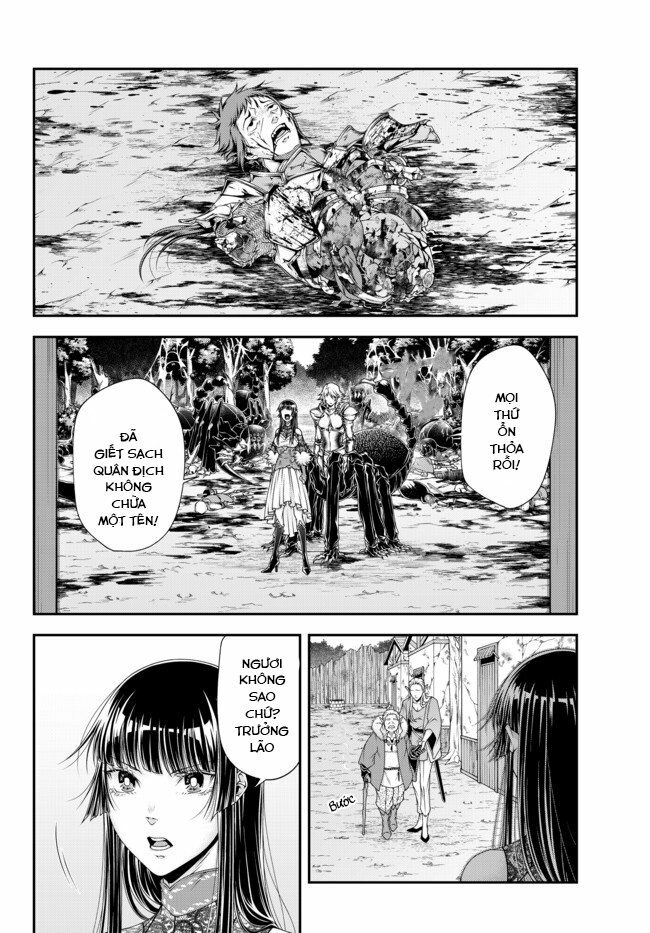 MỌI
THỨ
ỔN
THỎA
RỒI!
ĐÃ
GIẾT SẠCH
QUÂN ĐỊCH
KHÔNG
CHỪA
MỘT TÊN!
Bước
NGƯƠI
KHÔNG
SAO
CHỨ?
TRƯỞNG
LÃO